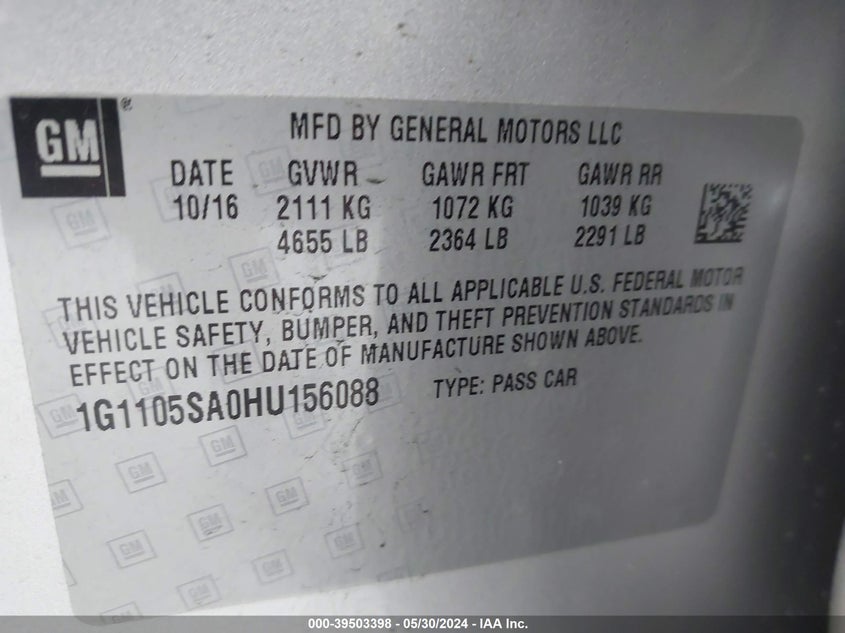 GM®
MFD BY GENERAL MOTORS LLC
DATE GVWR GAWR FRT GAWR RR
10/16 2111 KG 1072 KG 1039 KG
4655 LB 2364 LB 2291 LB
THIS VEHICLE CONFORMS TO ALL APPLICABLE U.S. FEDERAL MOTOR
VEHICLE SAFETY, BUMPER, AND THEFT PREVENTION STANDARDS IN
EFFECT ON THE DATE OF MANUFACTURE SHOWN ABOVE.
1G1105SA0HU156088 TYPE: PASS CAR
000-39503398 - 05/30/2024 - IAA Inc.